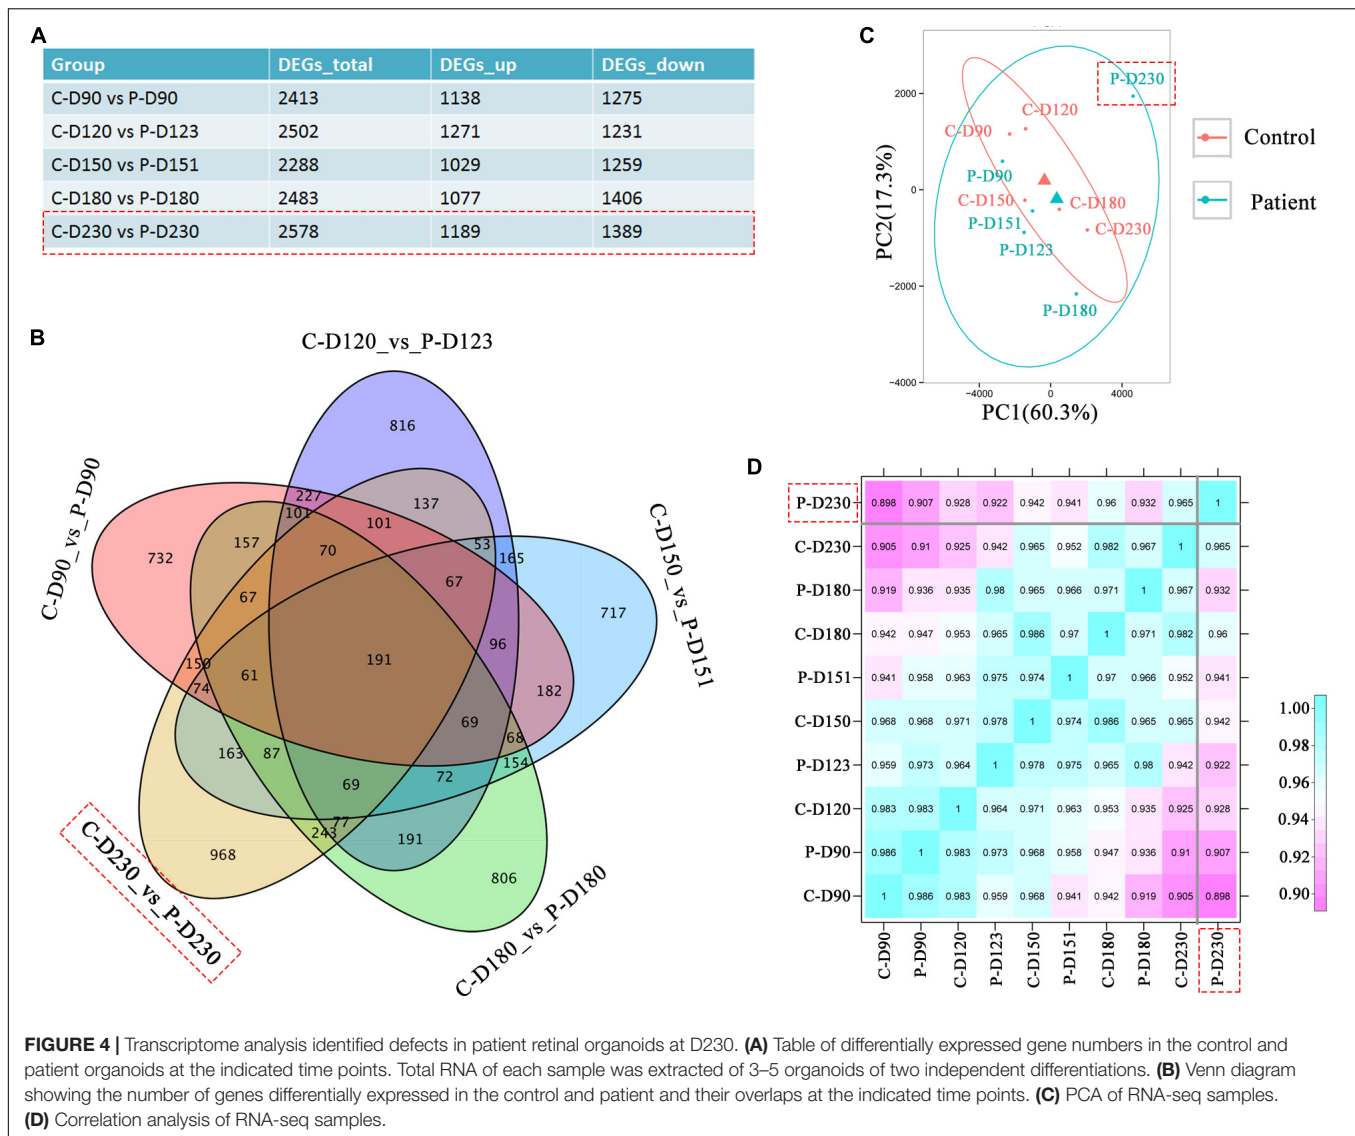 A
Group DEGs_total DEGs_up DEGs_down
C-D90 vs P-D90 2413 1138 1275
C-D120 vs P-D123 2502 1271 1231
C-D150 vs P-D151 2288 1029 1259
C-D180 vs P-D180 2483 1077 1406
C-D230 vs P-D230 2578 1189 1389
B
C-D120_vs_P-D123
C-D90_vs_P-D90
C-D150_vs_P-D151
C-D230_vs_P-D230
C-D180_vs_P-D180
816
227
137
101
101
732
157
70
53
165
67
67
717
96
150
61
191
182
74
69
68
163
87
154
72
69
77
243
191
968
806
C
P-D230
2000
C-D120
C-D90
P-D90
0
C-D150
C-D180
P-D151
C-D230
P-D123
−2000
P-D180
−4000
−4000 0 4000
PC1(60.3%)
PC2(17.3%)
Control
Patient
D
P-D230 0.898 0.907 0.928 0.922 0.942 0.941 0.96 0.932 0.965 1
C-D230 0.905 0.91 0.925 0.942 0.965 0.952 0.982 0.967 1 0.965
P-D180 0.919 0.936 0.935 0.98 0.965 0.966 0.971 1 0.967 0.932
C-D180 0.942 0.947 0.953 0.965 0.986 0.97 1 0.971 0.982 0.96
P-D151 0.941 0.958 0.963 0.975 0.974 1 0.97 0.966 0.952 0.941
C-D150 0.968 0.968 0.971 0.978 1 0.974 0.986 0.965 0.965 0.942
P-D123 0.959 0.973 0.964 1 0.978 0.975 0.965 0.98 0.942 0.922
C-D120 0.983 0.983 1 0.964 0.971 0.963 0.953 0.935 0.925 0.928
P-D90 0.986 1 0.983 0.973 0.968 0.958 0.947 0.936 0.91 0.907
C-D90 1 0.986 0.983 0.959 0.968 0.941 0.942 0.919 0.905 0.898
C-D90 P-D90 C-D120 P-D123 C-D150 P-D151 C-D180 P-D180 C-D230 P-D230
1.00
0.98
0.96
0.94
0.92
0.90
FIGURE 4 | Transcriptome analysis identified defects in patient retinal organoids at D230. (A) Table of differentially expressed gene numbers in the control and
patient organoids at the indicated time points. Total RNA of each sample was extracted of 3–5 organoids of two independent differentiations. (B) Venn diagram
showing the number of genes differentially expressed in the control and patient and their overlaps at the indicated time points. (C) PCA of RNA-seq samples.
(D) Correlation analysis of RNA-seq samples.